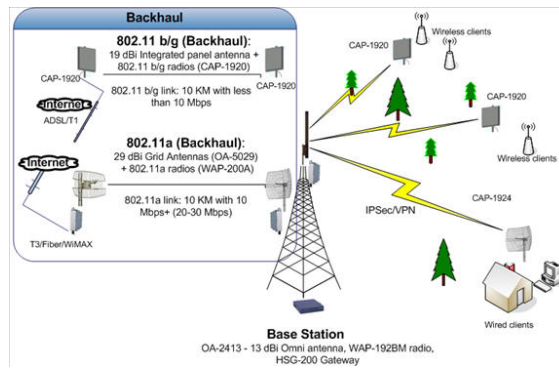 Backhaul
802.11 b/g (Backhaul):
19 dBi Integrated panel antenna +
802.11 b/g radios (CAP-1920)
CAP-1920
CAP-1920
802.11 b/g link: 10 KM with less
than 10 Mbps
Internet
ADSL/T1
802.11a (Backhaul):
29 dBi Grid Antennas (OA-5029)
+ 802.11a radios (WAP-200A)
Internet
802.11a link: 10 KM with 10
Mbps+ (20-30 Mbps)
T3/Fiber/WiMAX
Wireless clients
CAP-1920
CAP-1920
Wireless clients
CAP-1924
IPSec/VPN
Wired clients
Base Station
OA-2413 - 13 dBi Omni antenna, WAP-192BM radio,
HSG-200 Gateway